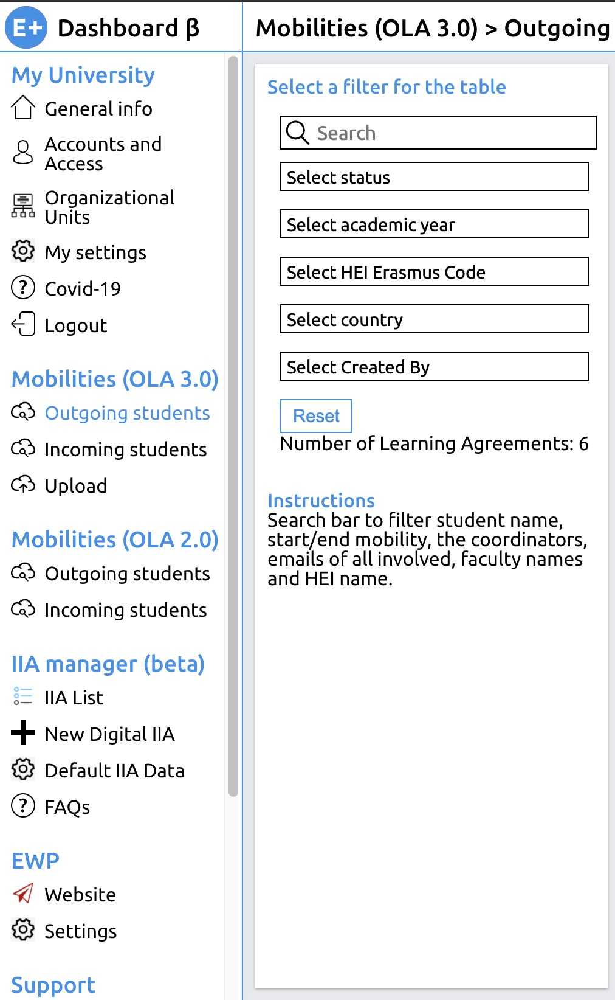 E+ Dashboard β
My University
General info
Accounts and
Access
Organizational
Units
My settings
? Covid-19
Logout
Mobilities (OLA 3.0)
Outgoing students
Incoming students
Upload
Mobilities (OLA 2.0)
Outgoing students
Incoming students
IIA manager (beta)
IIA List
New Digital IIA
Default IIA Data
? FAQs
EWP
Website
Settings
Support
Mobilities (OLA 3.0) > Outgoing
Select a filter for the table
Search
Select status
Select academic year
Select HEI Erasmus Code
Select country
Select Created By
Reset
Number of Learning Agreements: 6
Instructions
Search bar to filter student name,
start/end mobility, the coordinators,
emails of all involved, faculty names
and HEI name.